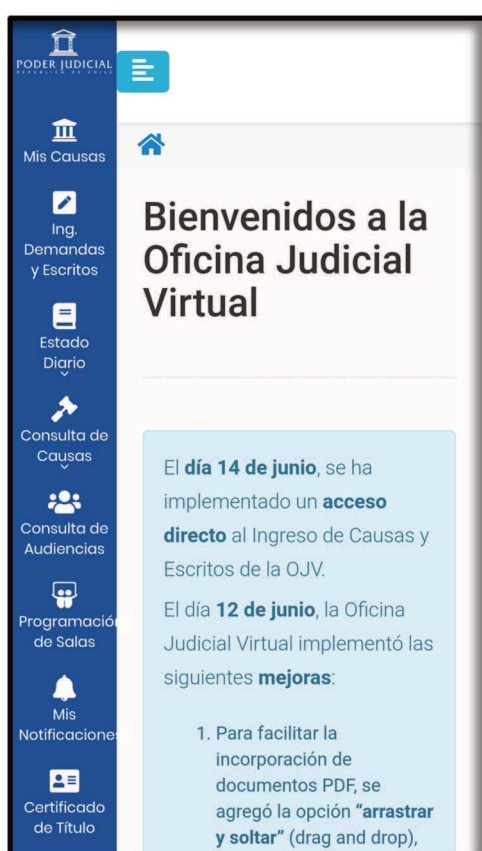 PODER JUDICIAL
REPUBLICA DE CHILE
Mis Causas
Ing.
Demandas
y Escritos
Estado
Diario
Consulta de
Causas
Consulta de
Audiencias
Programació
de Salas
Mis
Notificacione
Certificado
de Título
Bienvenidos a la
Oficina Judicial
Virtual
El día 14 de junio, se ha
implementado un acceso
directo al Ingreso de Causas y
Escritos de la OJV.
El día 12 de junio, la Oficina
Judicial Virtual implementó las
siguientes mejoras:
1. Para facilitar la
incorporación de
documentos PDF, se
agregó la opción “arrastrar
y soltar” (drag and drop),